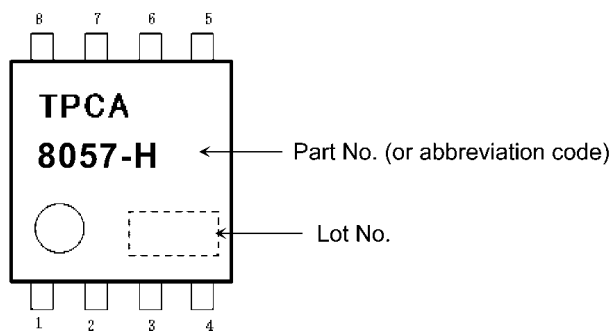 8 7 6 5
TPCA
8057-H
Part No. (or abbreviation code)
Lot No.
1 2 3 4